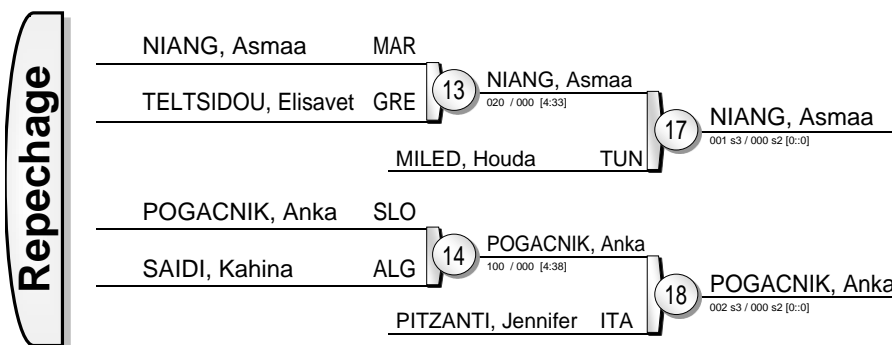 Repechage
NIANG, Asmaa MAR
TELTSIDOU, Elisavet GRE
13
NIANG, Asmaa
020 / 000 [4:33]
MILED, Houda TUN
17
NIANG, Asmaa
001 s3 / 000 s2 [0::0]
POGACNIK, Anka SLO
SAIDI, Kahina ALG
14
POGACNIK, Anka
100 / 000 [4:38]
PITZANTI, Jennifer ITA
18
POGACNIK, Anka
002 s3 / 000 s2 [0::0]